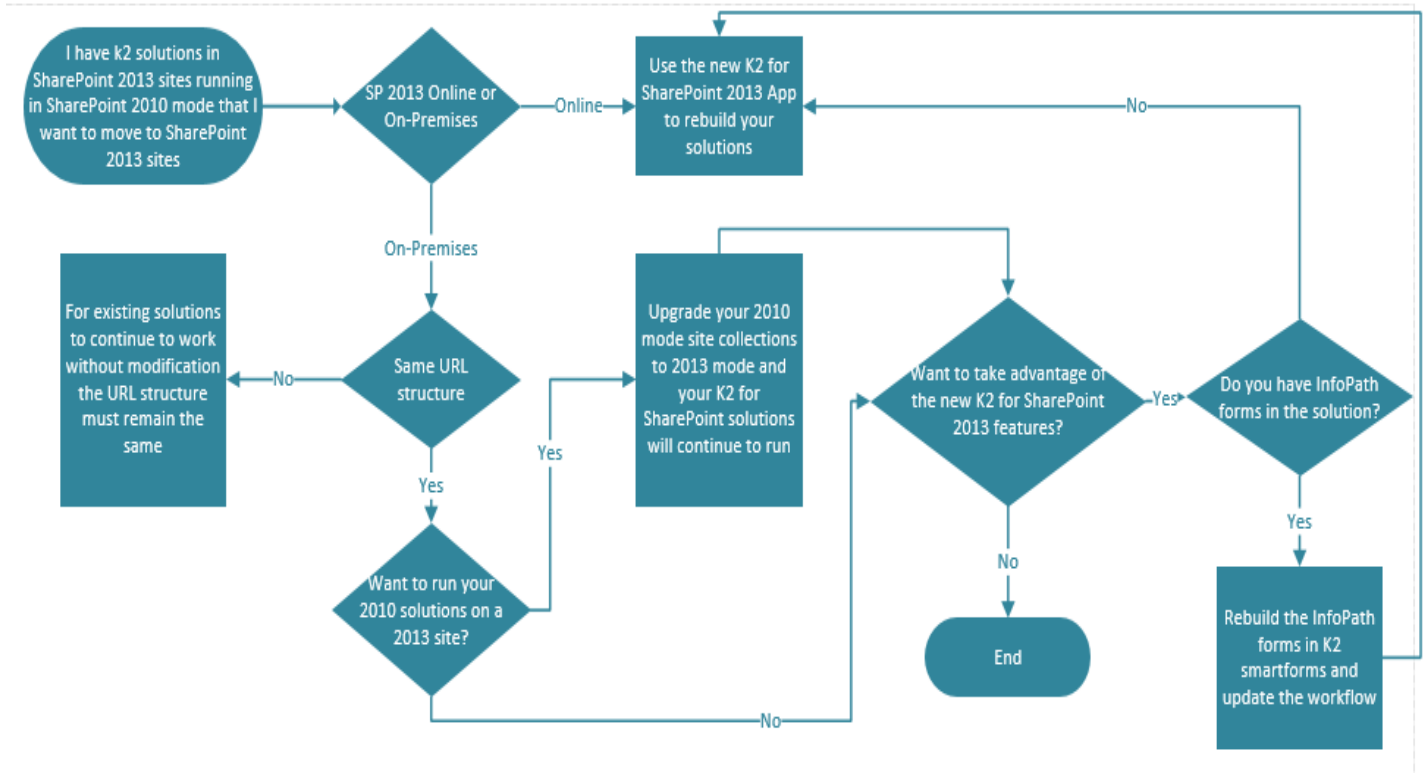 I have k2 solutions in
SharePoint 2013 sites running
in SharePoint 2010 mode that I
want to move to SharePoint
2013 sites
SP 2013 Online or
On-Premises
Online
Use the new K2 for
SharePoint 2013 App
to rebuild your
solutions
No
On-Premises
For existing solutions
to continue to work
without modification
the URL structure
must remain the
same
No
Same URL
structure
Yes
Upgrade your 2010
mode site collections
to 2013 mode and
your K2 for
SharePoint solutions
will continue to run
Want to take advantage of
the new K2 for SharePoint
2013 features?
Yes
Do you have InfoPath
forms in the solution?
Yes
Want to run your
2010 solutions on a
2013 site?
No
No
End
Yes
Rebuild the InfoPath
forms in K2
smartforms and
update the workflow